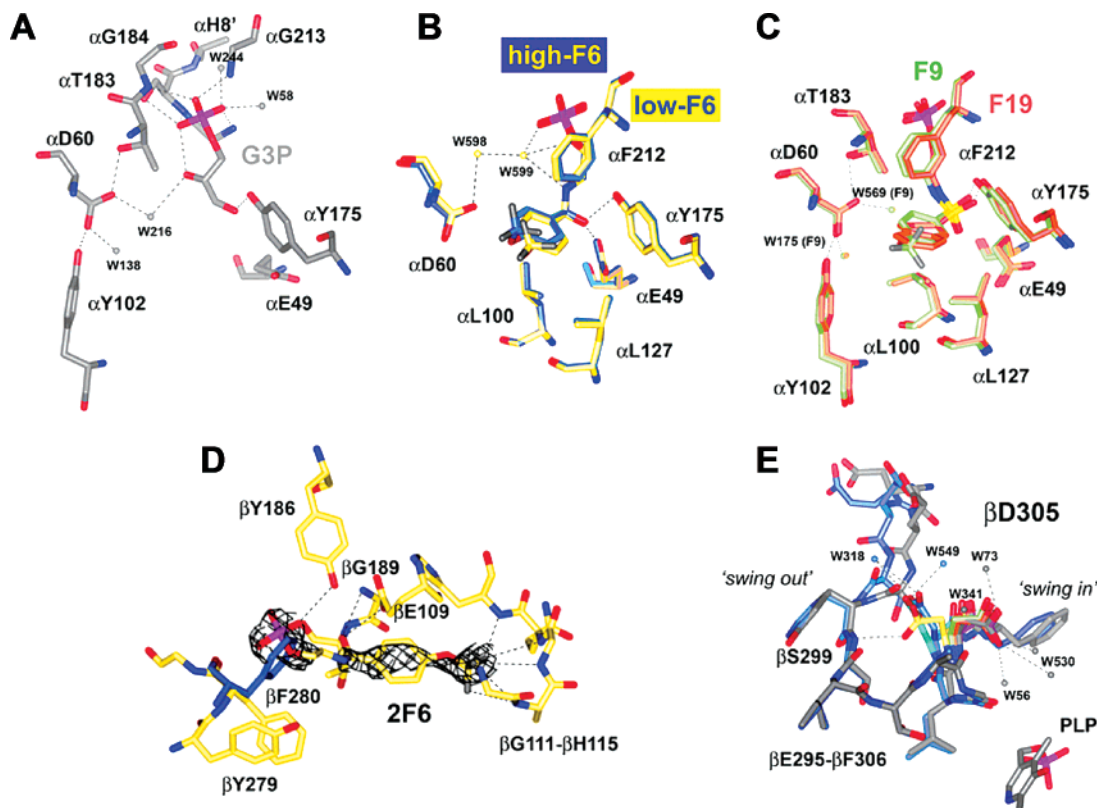 A
αH8'
αG184
αG213
W244
αT183
W58
αD60
G3P
W216
αY175
W138
αY102
αE49
B
high-F6
low-F6
W598
W599
αF212
αY175
αD60
αE49
αL100
αL127
C
F9
αT183
F19
αD60
αF212
W569 (F9)
αY175
W175 (F9)
αE49
αL100
αY102
αL127
D
βY186
βG189
βE109
βF280
2F6
βG111-βH115
βY279
E
βD305
W318
W549
W73
'swing out'
'swing in'
W341
βS299
W530
W56
PLP
βE295-βF306